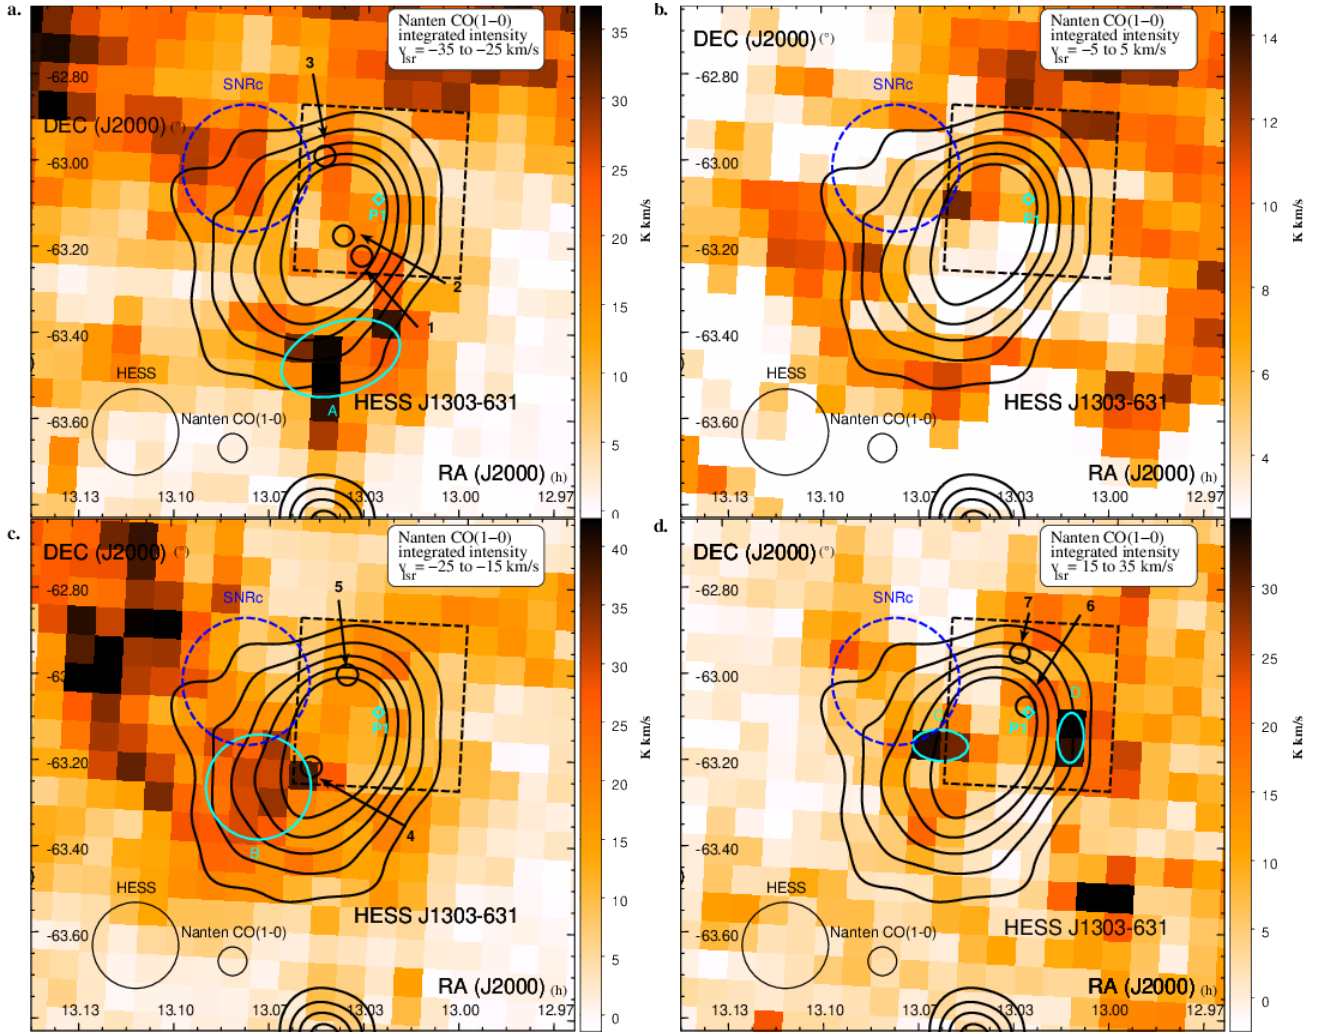 a.
Nanten CO(1−0)
integrated intensity
v_lsr = −35 to −25 km/s
DEC (J2000) (°)
SNRc
3
P1
2
1
A
HESS
Nanten CO(1-0)
HESS J1303-631
RA (J2000) (h)
-62.80
-63.00
-63.20
-63.40
-63.60
13.13 13.10 13.07 13.03 13.00 12.97
35
30
25
20
15
10
5
0
K km/s
b.
Nanten CO(1−0)
integrated intensity
v_lsr = −5 to 5 km/s
DEC (J2000) (°)
SNRc
P1
HESS
Nanten CO(1-0)
HESS J1303-631
RA (J2000) (h)
-62.80
-63.00
-63.20
-63.40
-63.60
13.13 13.10 13.07 13.03 13.00 12.97
14
12
10
8
6
4
K km/s
c.
Nanten CO(1−0)
integrated intensity
v_lsr = −25 to −15 km/s
DEC (J2000) (°)
SNRc
5
P1
4
B
HESS
Nanten CO(1-0)
HESS J1303-631
RA (J2000) (h)
-62.80
-63.00
-63.20
-63.40
-63.60
13.13 13.10 13.07 13.03 13.00 12.97
40
35
30
25
20
15
10
5
0
K km/s
d.
Nanten CO(1−0)
integrated intensity
v_lsr = 15 to 35 km/s
DEC (J2000) (°)
SNRc
7
6
D
C
P1
HESS
Nanten CO(1-0)
HESS J1303-631
RA (J2000) (h)
-62.80
-63.00
-63.20
-63.40
-63.60
13.13 13.10 13.07 13.03 13.00 12.97
30
25
20
15
10
5
0
K km/s